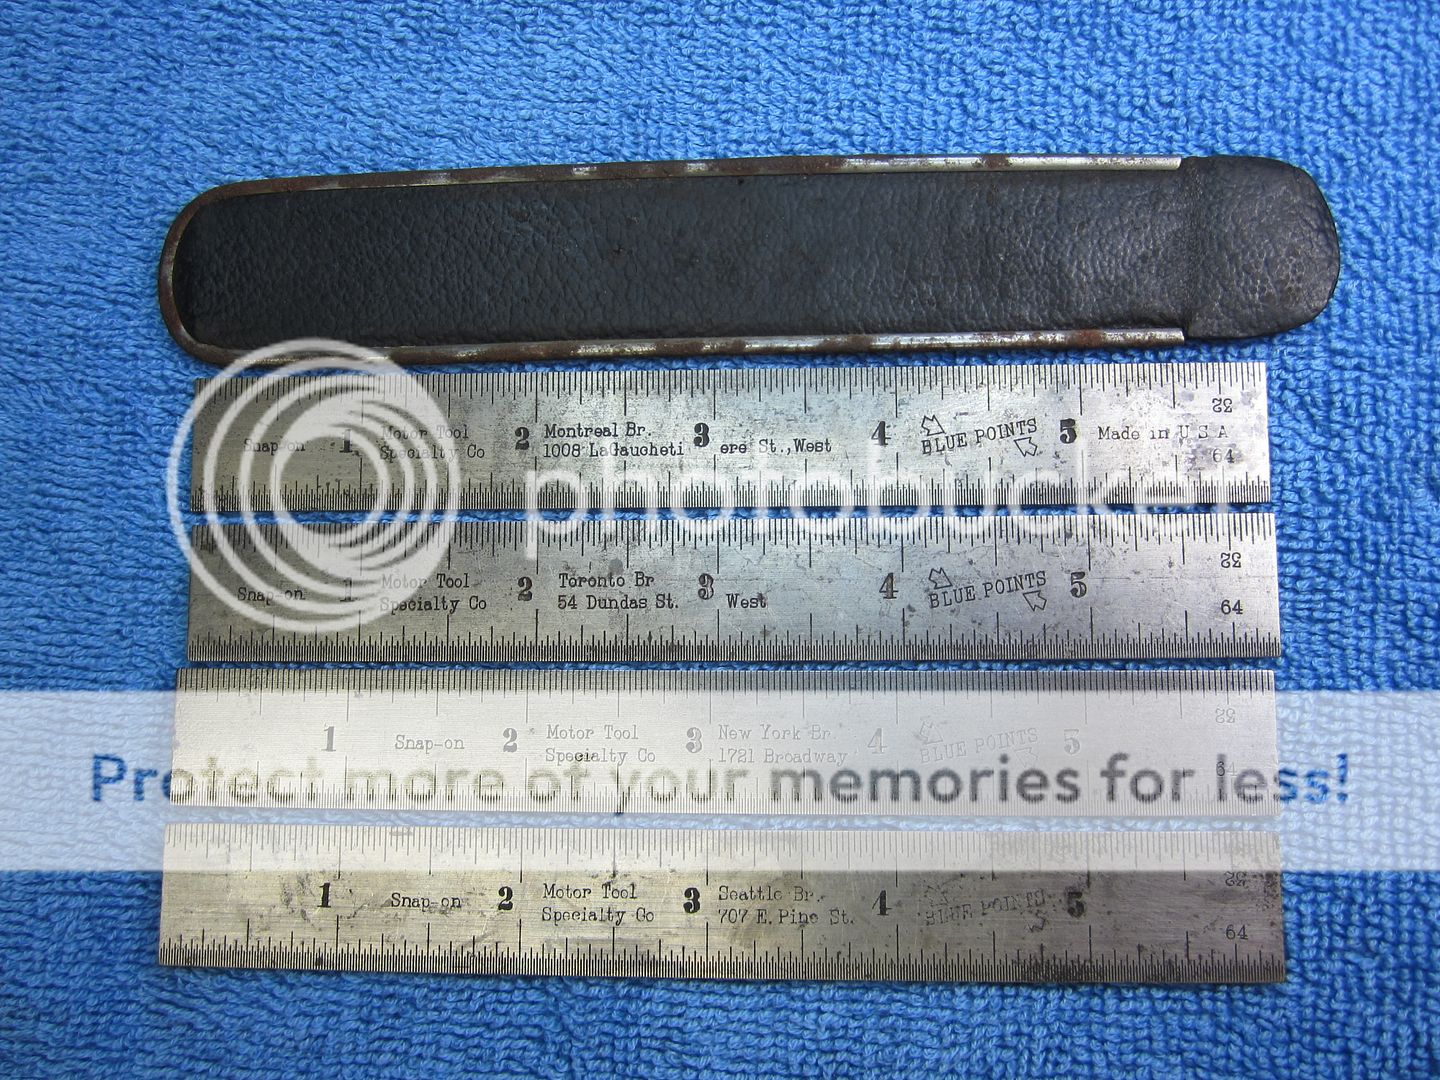 32
Snap-on 1 Motor Tool 2 Montreal Br. 3 4 BLUE POINTS 5 Made in U S A
Specialty Co 1008 LaGaucheti ere St.,West
64
photobucket
32
Snap-on 1 Motor Tool 2 Toronto Br 3 4 BLUE POINTS 5
Specialty Co 54 Dundas St. West
64
32
1 Snap-on 2 Motor Tool 3 New York Br. 4 BLUE POINTS 5
Specialty Co 1721 Broadway
64
Protect more of your memories for less!
32
1 Snap-on 2 Motor Tool 3 Seattle Br. 4 BLUE POINTS 5
Specialty Co 707 E. Pine St.
64